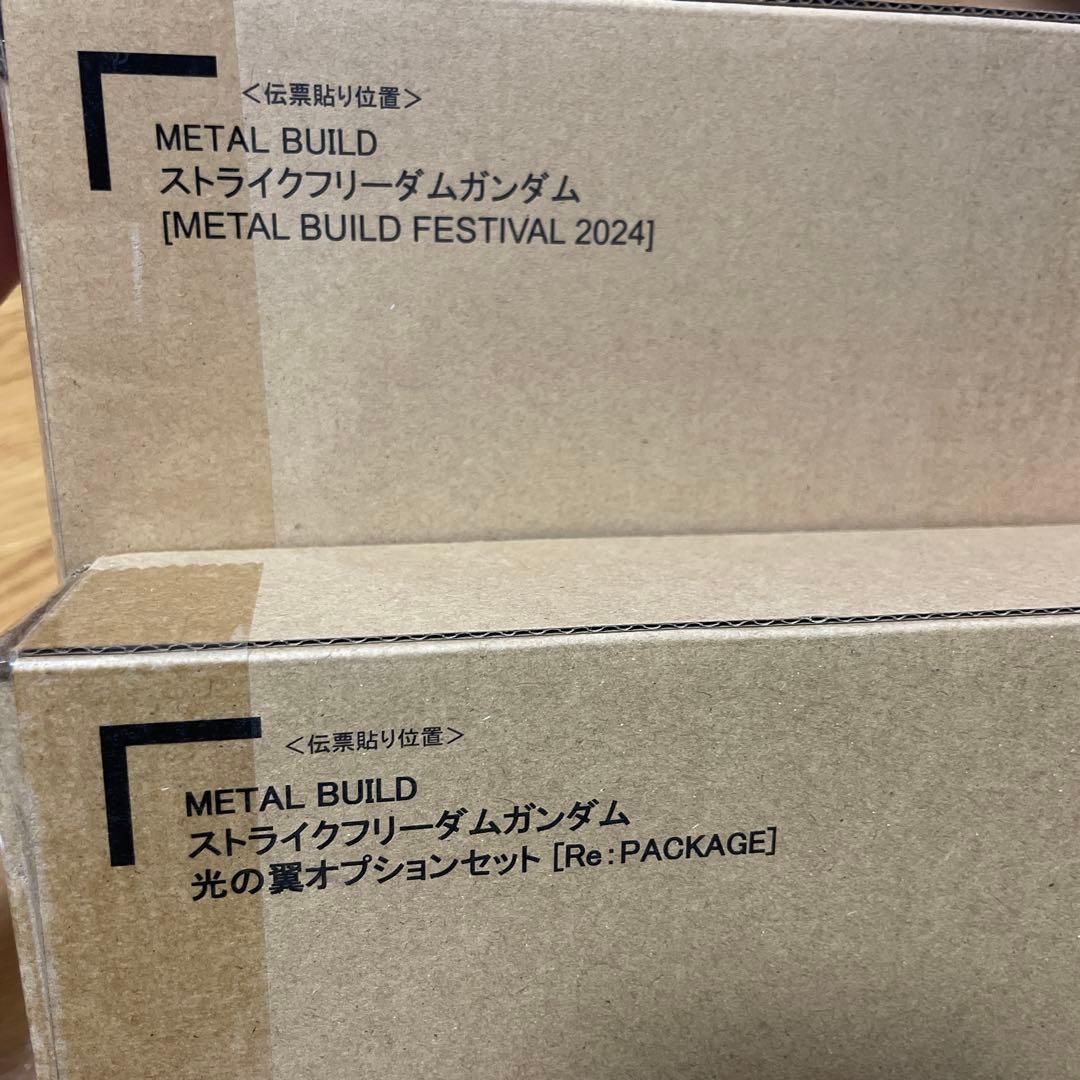 ＜伝票貼り位置＞
METAL BUILD
ストライクフリーダムガンダム
[METAL BUILD FESTIVAL 2024]
＜伝票貼り位置＞
METAL BUILD
ストライクフリーダムガンダム
光の翼オプションセット [Re:PACKAGE]